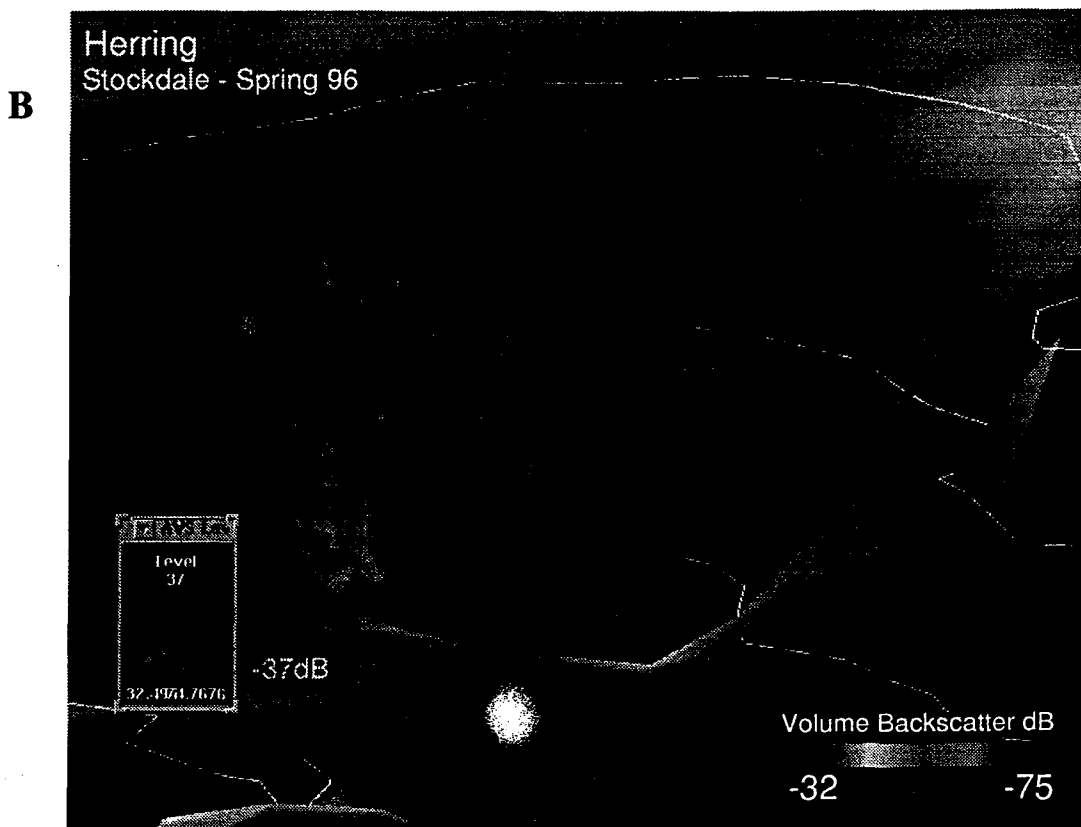 B
Herring
Stockdale - Spring 96
Level
37
-37dB
Volume Backscatter dB
-32 -75